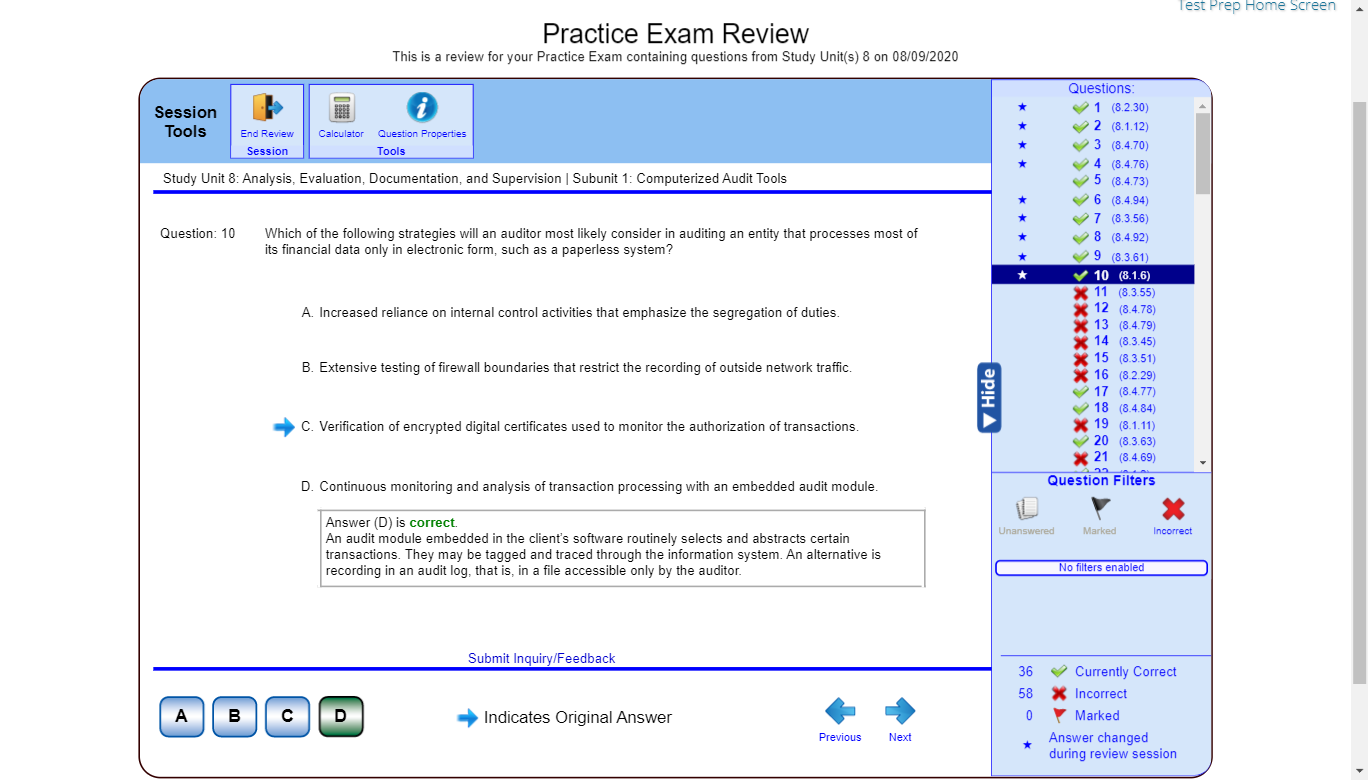 Test Prep Home Screen
Practice Exam Review
This is a review for your Practice Exam containing questions from Study Unit(s) 8 on 08/09/2020
Session
Tools
End Review
Session
Calculator
Question Properties
Tools
Study Unit 8: Analysis, Evaluation, Documentation, and Supervision | Subunit 1: Computerized Audit Tools
Question: 10
Which of the following strategies will an auditor most likely consider in auditing an entity that processes most of
its financial data only in electronic form, such as a paperless system?
A. Increased reliance on internal control activities that emphasize the segregation of duties.
B. Extensive testing of firewall boundaries that restrict the recording of outside network traffic.
C. Verification of encrypted digital certificates used to monitor the authorization of transactions.
D. Continuous monitoring and analysis of transaction processing with an embedded audit module.
Answer (D) is correct.
An audit module embedded in the client's software routinely selects and abstracts certain
transactions. They may be tagged and traced through the information system. An alternative is
recording in an audit log, that is, in a file accessible only by the auditor.
Submit Inquiry/Feedback
A
B
C
D
Indicates Original Answer
Previous
Next
Hide
Questions:
1 (8.2.30)
2 (8.1.12)
3 (8.4.70)
4 (8.4.76)
5 (8.4.73)
6 (8.4.94)
7 (8.3.56)
8 (8.4.92)
9 (8.3.61)
10 (8.1.6)
11 (8.3.55)
12 (8.4.78)
13 (8.4.79)
14 (8.3.45)
15 (8.3.51)
16 (8.2.29)
17 (8.4.77)
18 (8.4.84)
19 (8.1.11)
20 (8.3.63)
21 (8.4.69)
Question Filters
Unanswered
Marked
Incorrect
No filters enabled
36 Currently Correct
58 Incorrect
0 Marked
Answer changed
during review session